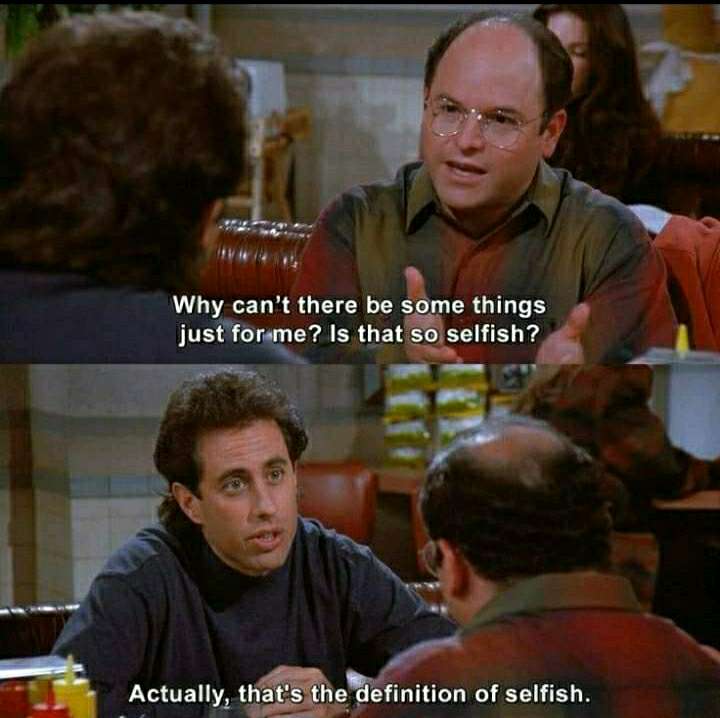 Why can't there be some things
just for me? Is that so selfish?
Actually, that's the definition of selfish.